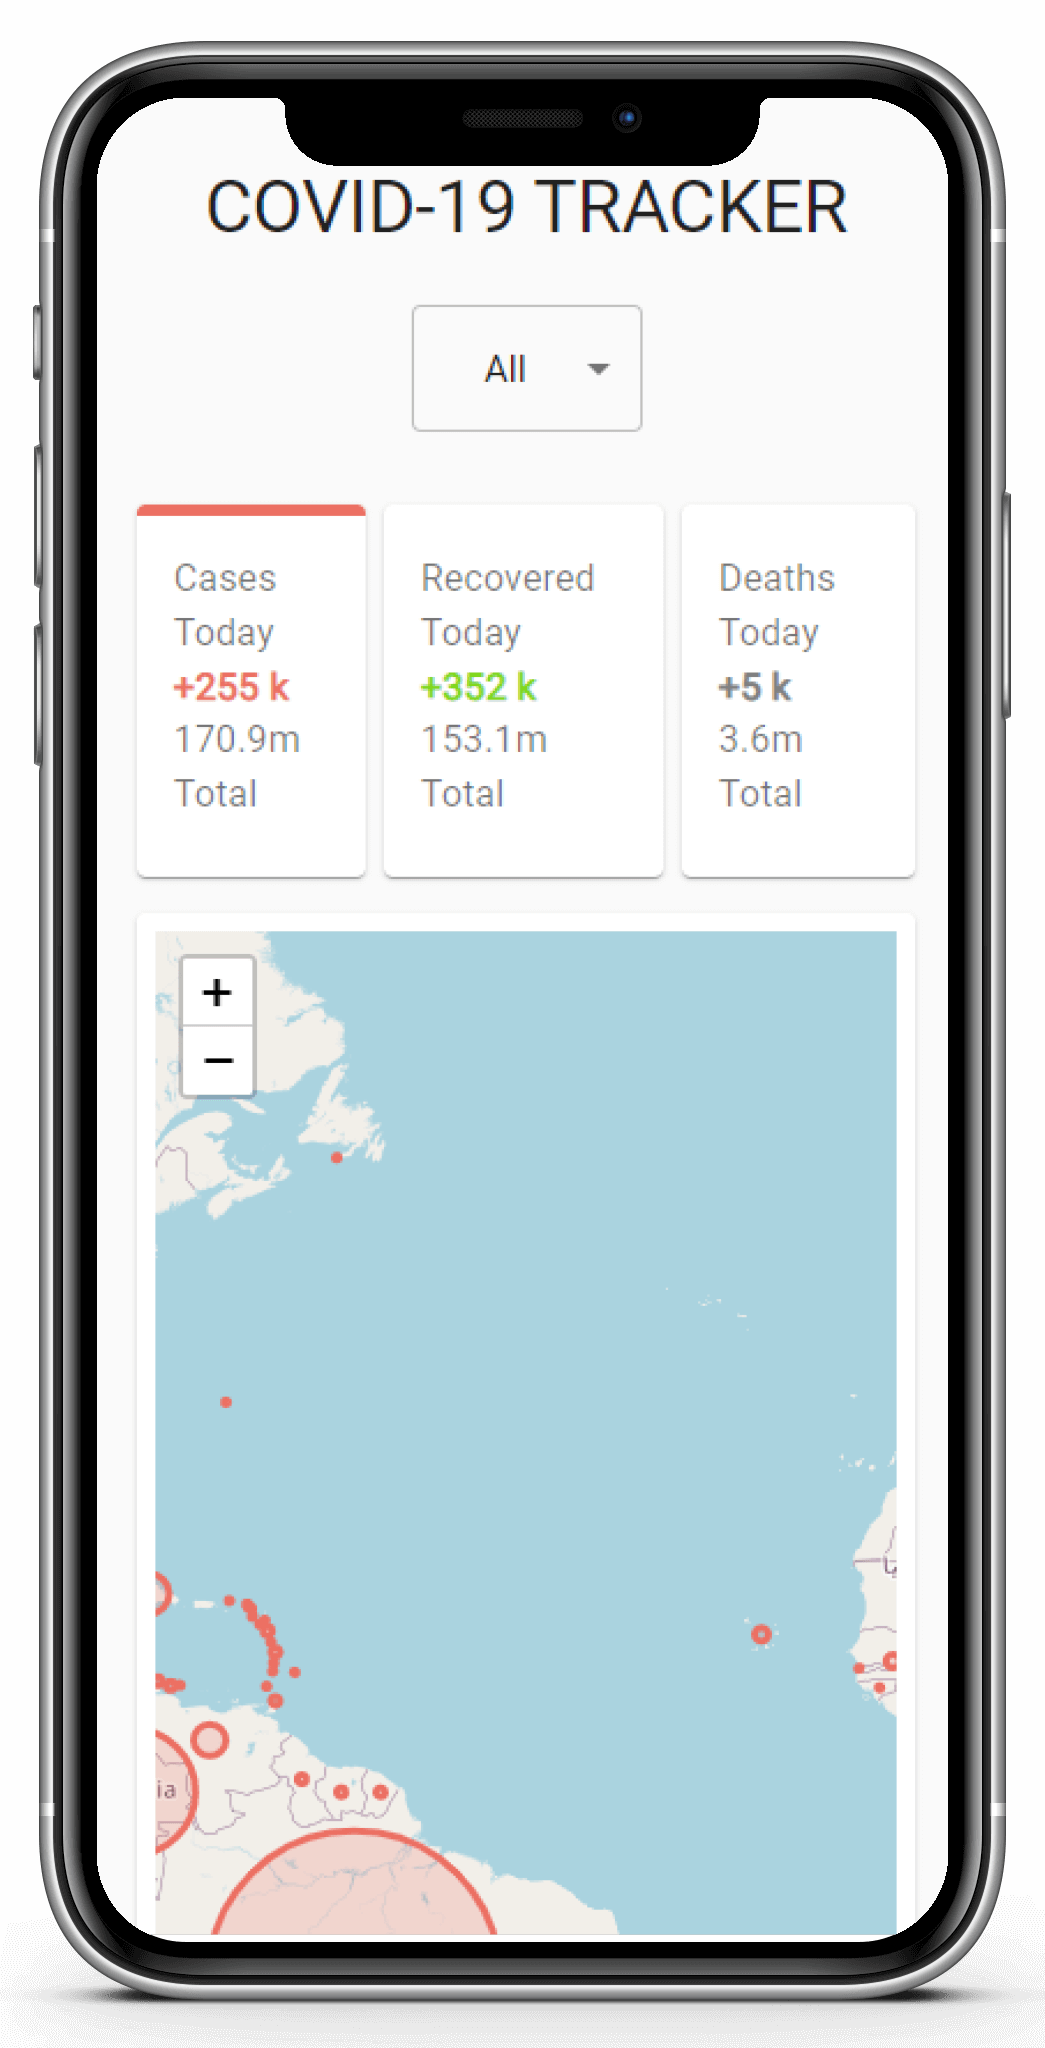 COVID-19 TRACKER
All
Cases
Today
+255 k
170.9m
Total
Recovered
Today
+352 k
153.1m
Total
Deaths
Today
+5 k
3.6m
Total
+
−
ia